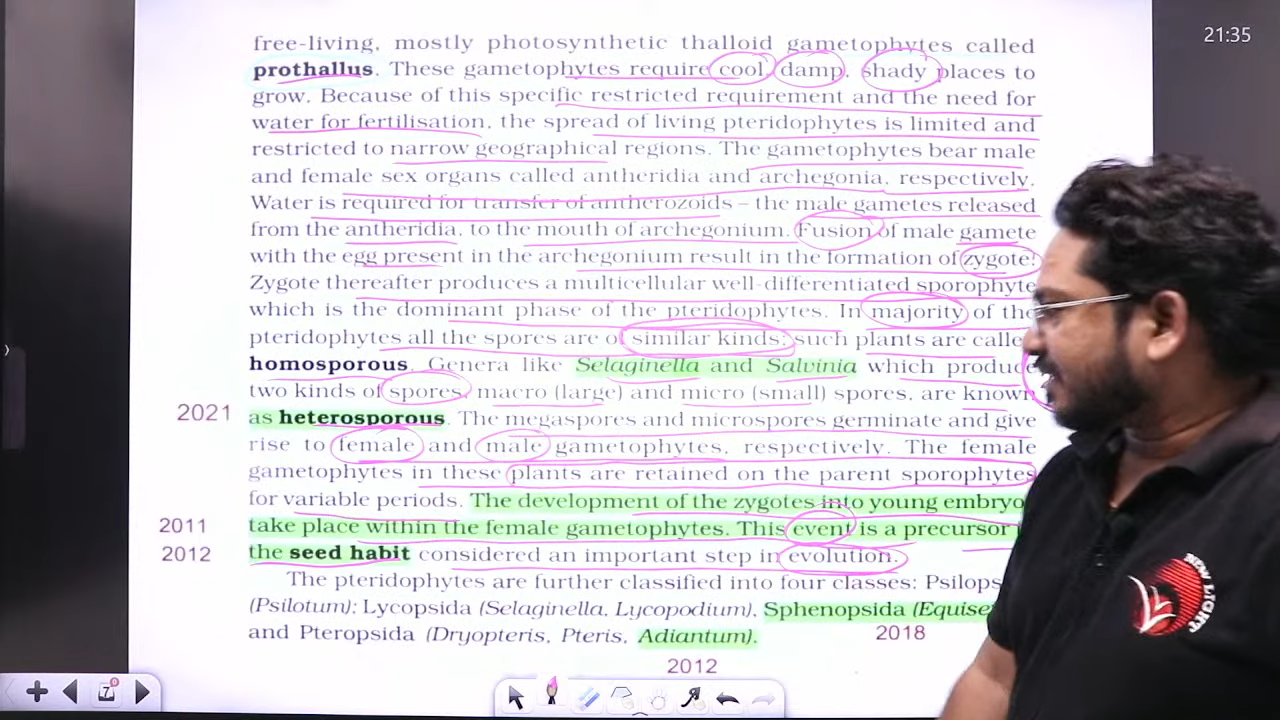 21:35
free-living, mostly photosynthetic thalloid gametophytes called
prothallus. These gametophytes require cool, damp, shady places to
grow. Because of this specific restricted requirement and the need for
water for fertilisation, the spread of living pteridophytes is limited and
restricted to narrow geographical regions. The gametophytes bear male
and female sex organs called antheridia and archegonia, respectively.
Water is required for transfer of antherozoids – the male gametes released
from the antheridia, to the mouth of archegonium. Fusion of male gamete
with the egg present in the archegonium result in the formation of zygote.
Zygote thereafter produces a multicellular well-differentiated sporophyte
which is the dominant phase of the pteridophytes. In majority of the
pteridophytes all the spores are of similar kinds; such plants are
homosporous. Genera like Selaginella and Salvinia which produce
two kinds of spores, macro (large) and micro (small) spores, are known
2021 as heterosporous. The megaspores and microspores germinate and give
rise to female and male gametophytes, respectively. The female
gametophytes in these plants are retained on the parent sporophytes
for variable periods. The development of the zygotes into young
2011 take place within the female gametophytes. This event is a precursor
2012 the seed habit considered an important step in evolution.
The pteridophytes are further classified into four classes:
(Psilotum); Lycopsida (Selaginella, Lycopodium), Sphenopsida
and Pteropsida (Dryopteris, Pteris, Adiantum). 2018
2012
7
NEW LIGHT